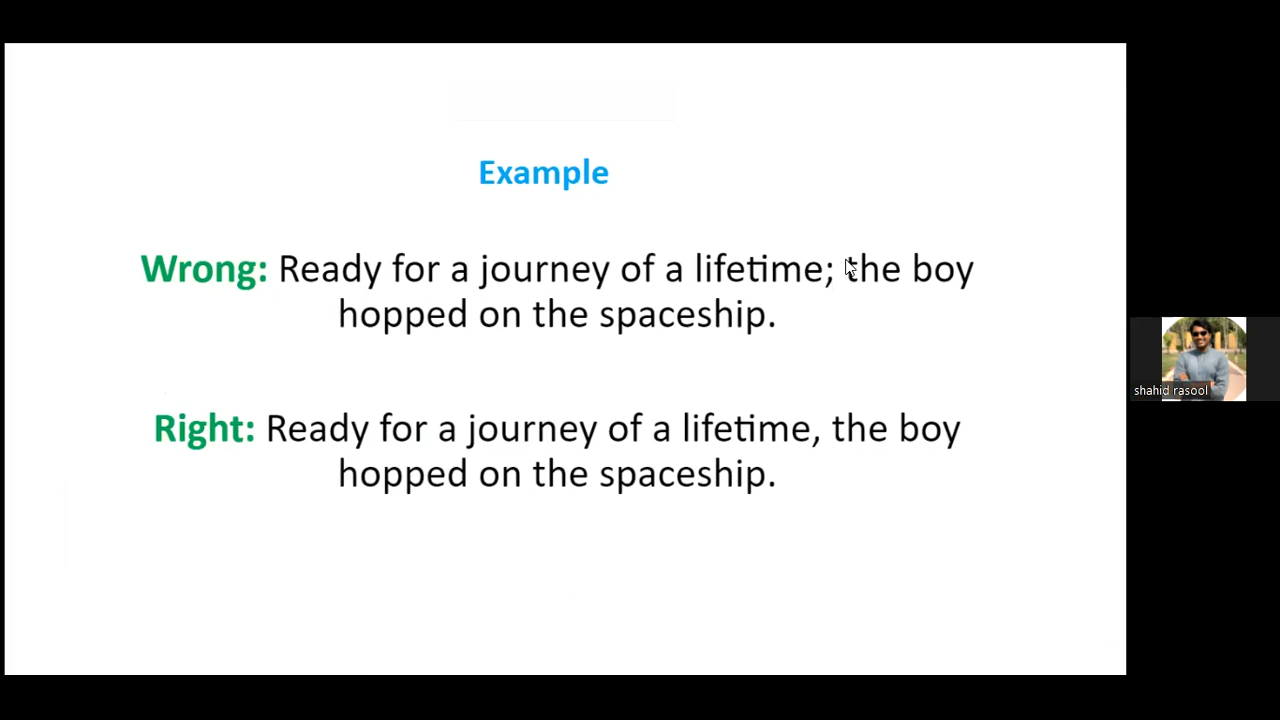 Example
Wrong: Ready for a journey of a lifetime; the boy
hopped on the spaceship.
shahid rasool
Right: Ready for a journey of a lifetime, the boy
hopped on the spaceship.